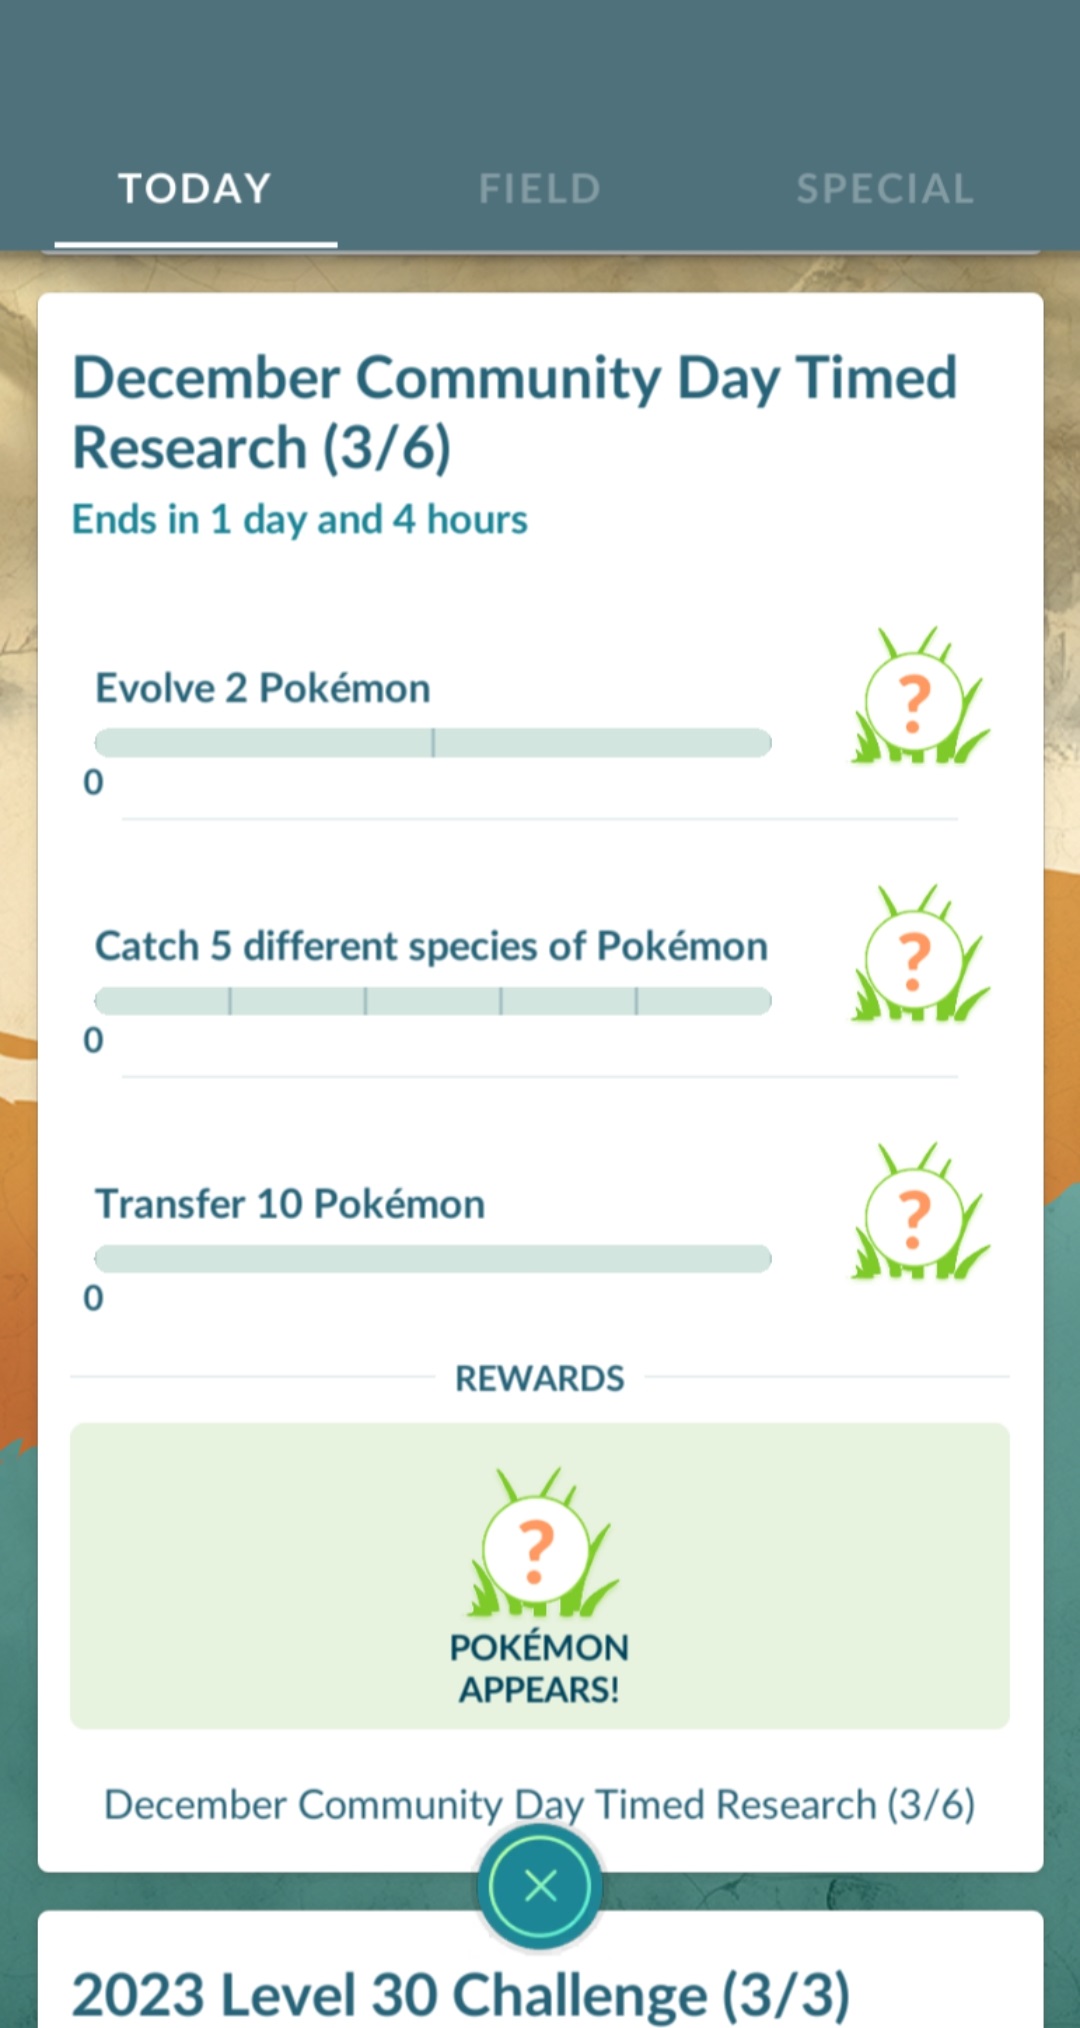 TODAY
FIELD
SPECIAL
December Community Day Timed
Research (3/6)
Ends in 1 day and 4 hours
Evolve 2 Pokémon
0
?
Catch 5 different species of Pokémon
0
?
Transfer 10 Pokémon
0
?
REWARDS
?
POKÉMON
APPEARS!
December Community Day Timed Research (3/6)
2023 Level 30 Challenge (3/3)